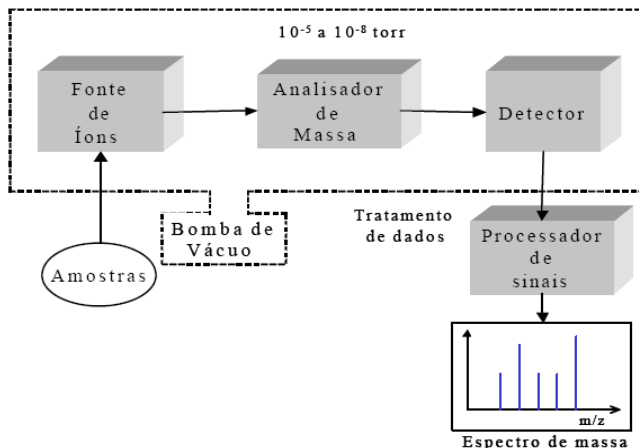 10⁻⁵ a 10⁻⁸ torr
Fonte
de
Íons
Analisador
de
Massa
Detector
Bomba de
Vácuo
Amostras
Tratamento
de dados
Processador
de
sinais
m/z
Espectro de massa